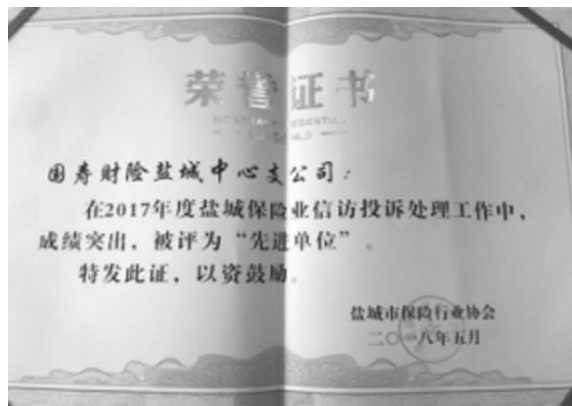 荣誉证书
国寿财险盐城中心支公司：
在2017年度盐城保险业信访投诉处理工作中，
成绩突出，被评为“先进单位”。
特发此证，以资鼓励。
盐城市保险行业协会
二〇一八年五月